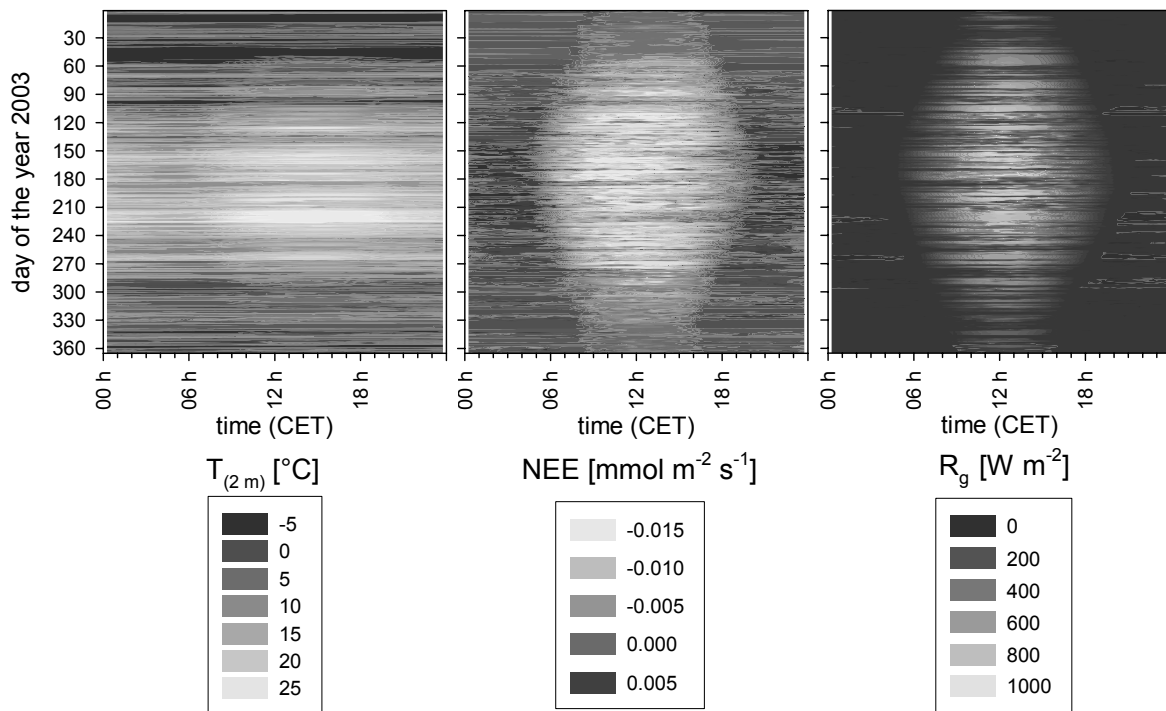 day of the year 2003
30
60
90
120
150
180
210
240
270
300
330
360
00 h
06 h
12 h
18 h
time (CET)
00 h
06 h
12 h
18 h
time (CET)
00 h
06 h
12 h
18 h
time (CET)
T(2 m) [°C]
-5
0
5
10
15
20
25
NEE [mmol m-2 s-1]
-0.015
-0.010
-0.005
0.000
0.005
Rg [W m-2]
0
200
400
600
800
1000